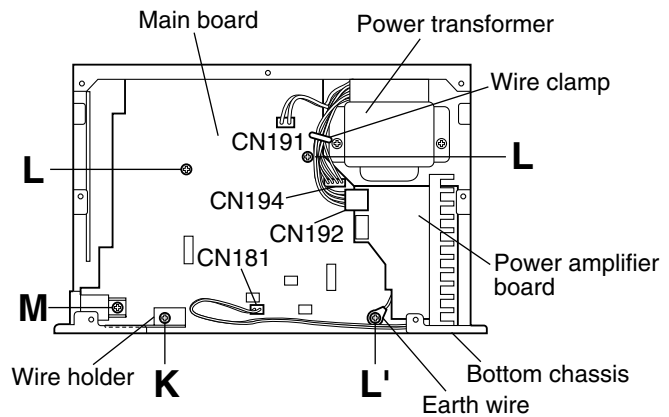 Main board
Power transformer
Wire clamp
CN191
L
L
CN194
CN192
CN181
Power amplifier
board
M
Wire holder
K
L'
Bottom chassis
Earth wire